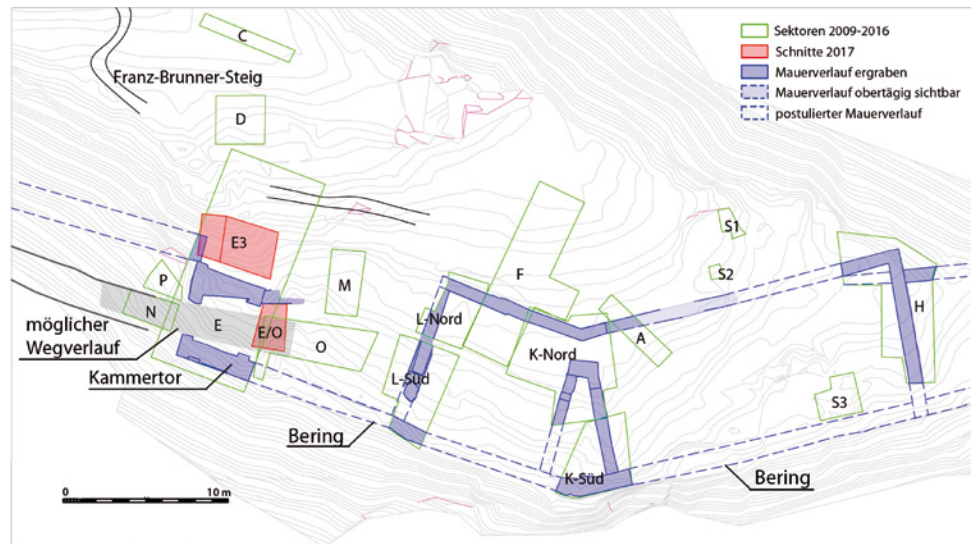 C
Franz-Brunner-Steig
D
Sektoren 2009-2016
Schnitte 2017
Mauerverlauf ergraben
Mauerverlauf obertägig sichtbar
postulierter Mauerverlauf
E3
S1
S2
F
P
M
H
N
E
E/O
O
L-Nord
K-Nord
A
möglicher
Wegverlauf
Kammertor
L-Süd
S3
Bering
K-Süd
Bering
0
10 m